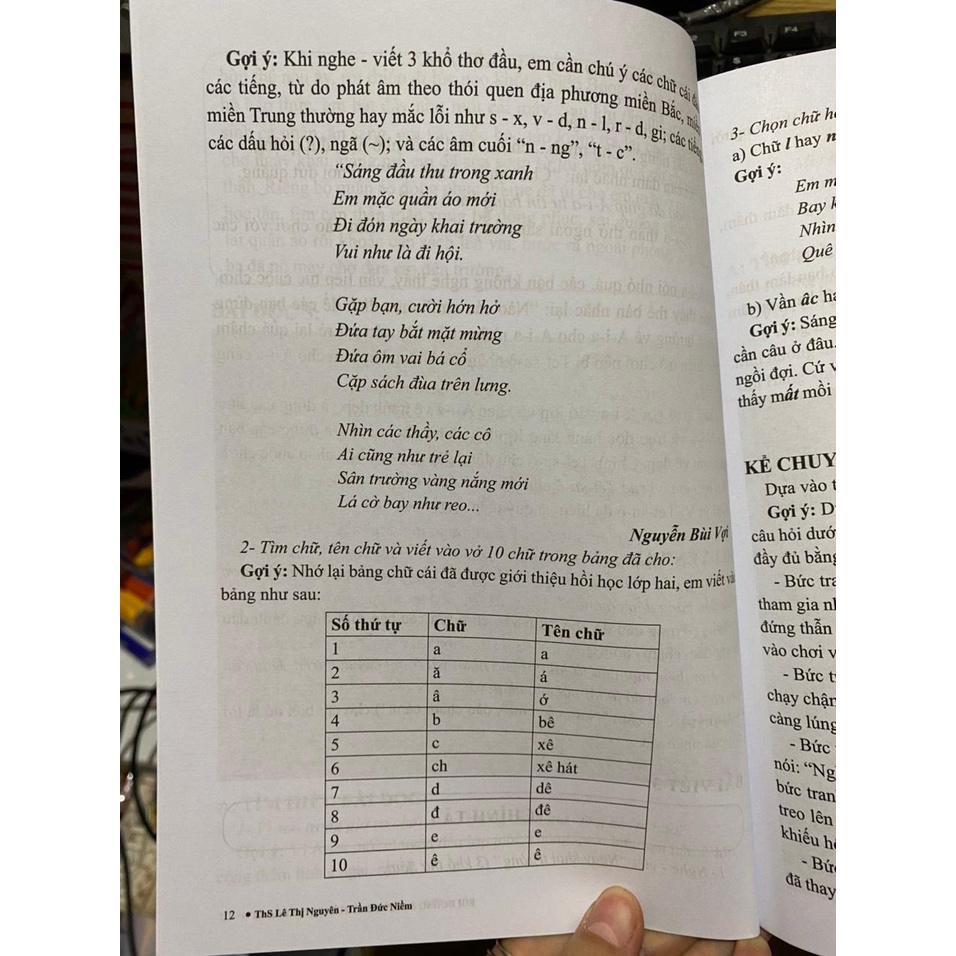 Gợi ý: Khi nghe - viết 3 khổ thơ đầu, em cần chú ý các chữ cái
các tiếng, từ do phát âm theo thói quen địa phương miền Bắc,
miền Trung thường hay mắc lỗi như s - x, v - d, n - l, r - d, gi; các tiếng
các dấu hỏi (?), ngã (~); và các âm cuối “n - ng”, “t - c”.
“Sáng đầu thu trong xanh
Em mặc quần áo mới
Đi đón ngày khai trường
Vui như là đi hội.
Gặp bạn, cười hớn hở
Đứa tay bắt mặt mừng
Đứa ôm vai bá cổ
Cặp sách đùa trên lưng.
Nhìn các thầy, các cô
Ai cũng như trẻ lại
Sân trường vàng nắng mới
Lá cờ bay như reo...
Nguyễn Bùi Vợi
2- Tìm chữ, tên chữ và viết vào vở 10 chữ trong bảng đã cho:
Gợi ý: Nhớ lại bảng chữ cái đã được giới thiệu hồi học lớp hai, em viết vào
bảng như sau:
Số thứ tự Chữ Tên chữ
1 a a
2 ă á
3 â ớ
4 b bê
5 c xê
6 ch xê hát
7 d dê
8 đ đê
9 e e
10 ê ê
12 • ThS Lê Thị Nguyên - Trần Đức Niềm
3- Chọn chữ
a) Chữ l hay n
Gợi ý:
Em
Bay
Nhìn
Quê
b) Vần âc
Gợi ý: Sáng
cần câu ở đâu.
ngồi đợi. Cứ
thấy mất mồi
KỂ CHUY
Dựa vào
Gợi ý:
câu hỏi dướ
đầy đủ bằng
- Bức
tham gia
đứng thẫn
vào chơi
- Bức
chạy chậm
càng lúng
- Bức
nói: “Ng
bức tran
treo lên
khiếu
- Bức
đã thay